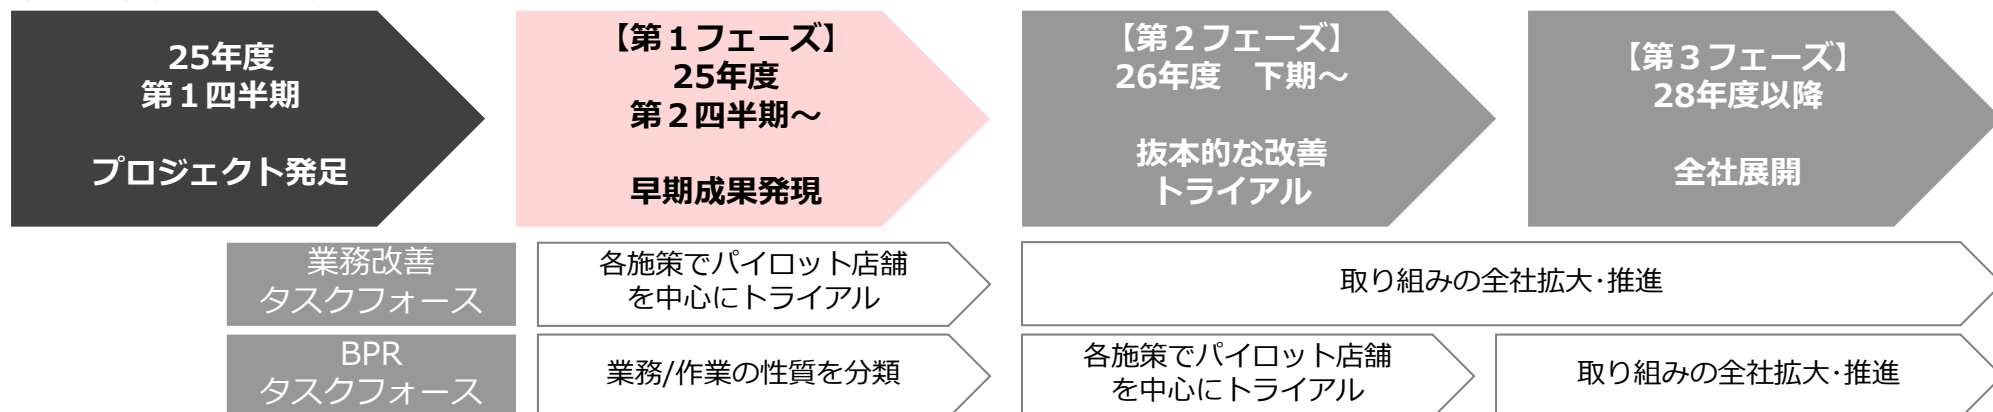 25年度
第１四半期
プロジェクト発足
【第１フェーズ】
25年度
第２四半期～
早期成果発現
【第２フェーズ】
26年度　下期～
抜本的な改善
トライアル
【第３フェーズ】
28年度以降
全社展開
業務改善
タスクフォース
各施策でパイロット店舗
を中心にトライアル
取り組みの全社拡大･推進
BPR
タスクフォース
業務/作業の性質を分類
各施策でパイロット店舗
を中心にトライアル
取り組みの全社拡大･推進